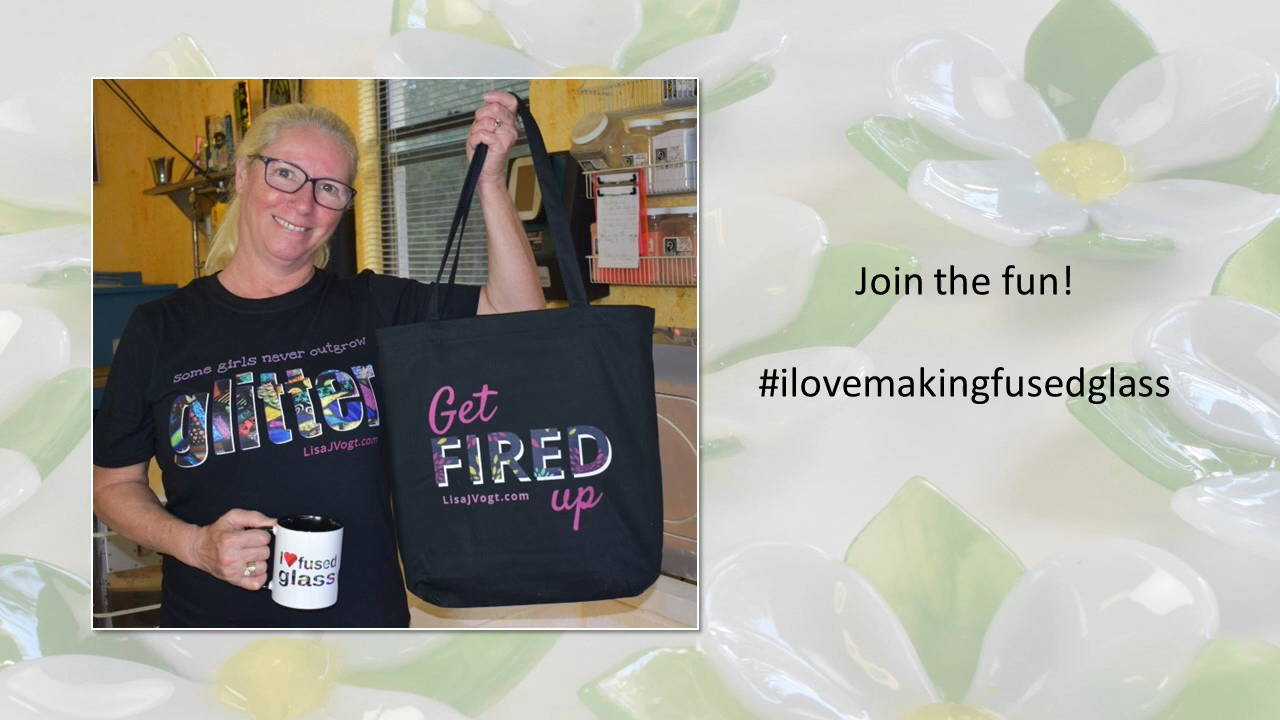 some girls never outgrow
glitter
LisaJVogt.com
Get
FIRED
up
LisaJVogt.com
i♥fused
glass
Join the fun!
#ilovemakingfusedglass